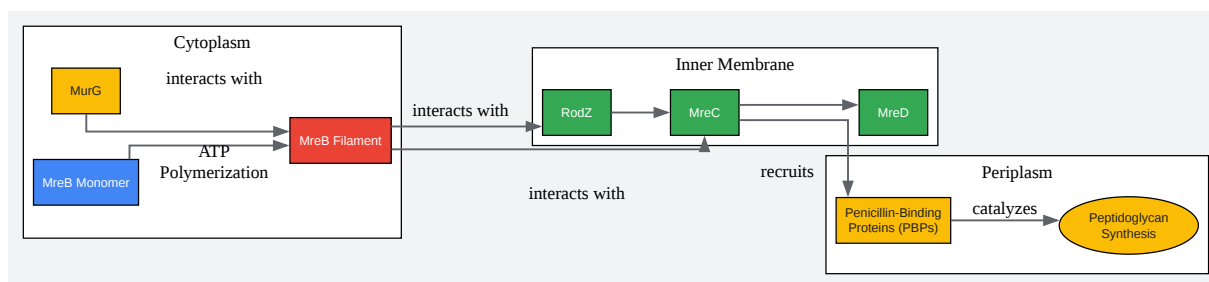 Cytoplasm
interacts with
MurG
MreB Filament
ATP
Polymerization
MreB Monomer
interacts with
interacts with
Inner Membrane
RodZ
MreC
MreD
recruits
Periplasm
Penicillin-Binding
Proteins (PBPs)
catalyzes
Peptidoglycan
Synthesis